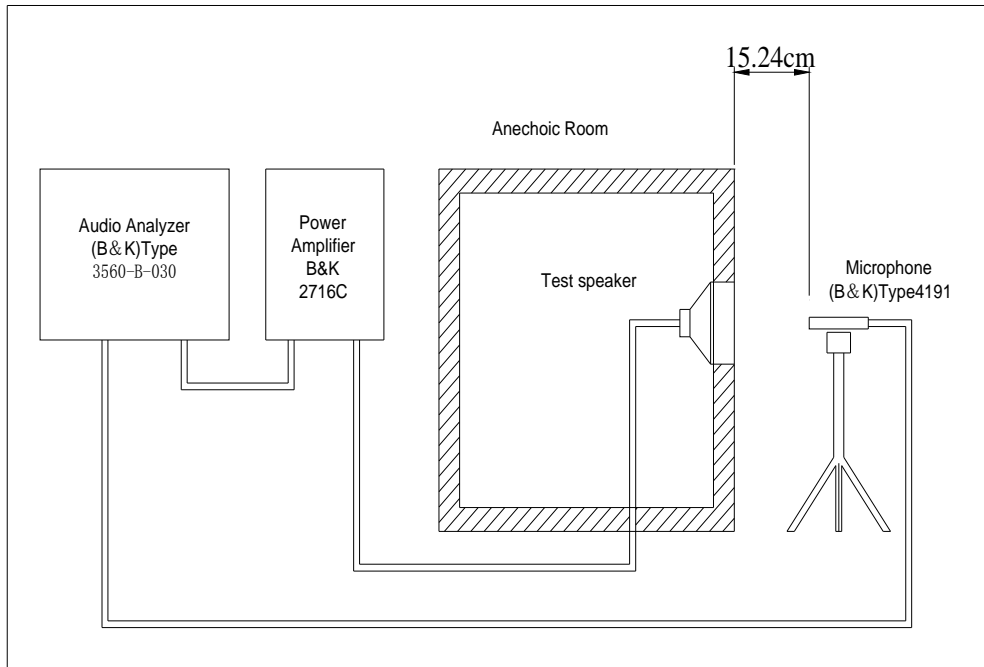 15.24cm
Anechoic Room
Audio Analyzer
(B&K)Type
3560-B-030
Power
Amplifier
B&K
2716C
Test speaker
Microphone
(B&K)Type4191